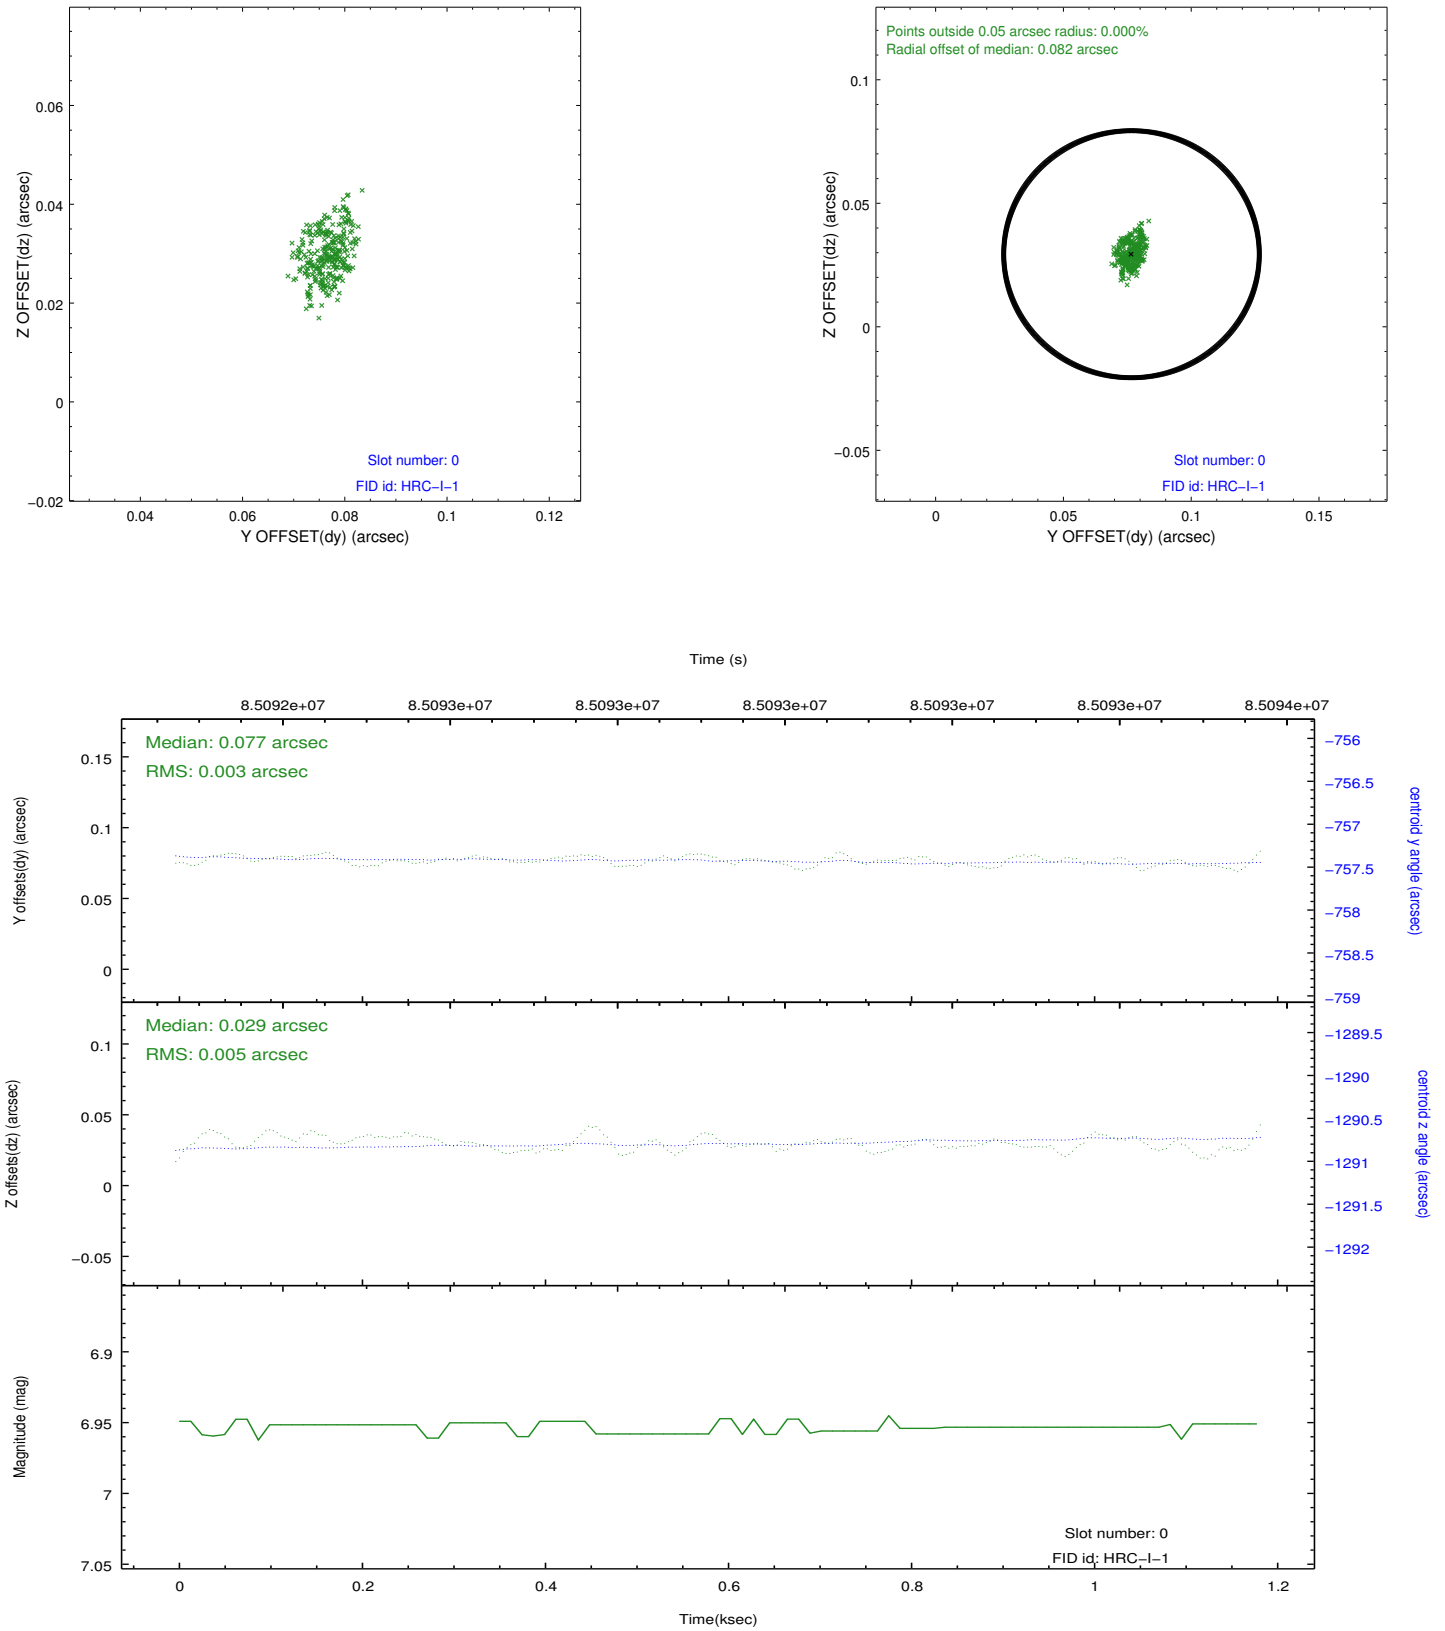 0.06
0.04
0.02
0
−0.02
0.04
0.06
0.08
0.1
0.12
Z OFFSET(dz) (arcsec)
Y OFFSET(dy) (arcsec)
Slot number: 0
FID id: HRC−I−1
Points outside 0.05 arcsec radius: 0.000%
Radial offset of median: 0.082 arcsec
0.1
0.05
0
−0.05
0
0.05
0.1
0.15
Z OFFSET(dz) (arcsec)
Y OFFSET(dy) (arcsec)
Slot number: 0
FID id: HRC−I−1
Time (s)
8.5092e+07 8.5093e+07 8.5093e+07 8.5093e+07 8.5093e+07 8.5093e+07 8.5094e+07
Median: 0.077 arcsec
RMS: 0.003 arcsec
0.15
0.1
0.05
0
Y offsets(dy) (arcsec)
−756
−756.5
−757
−757.5
−758
−758.5
−759
centroid y angle (arcsec)
Median: 0.029 arcsec
RMS: 0.005 arcsec
0.1
0.05
0
−0.05
Z offsets(dz) (arcsec)
−1289.5
−1290
−1290.5
−1291
−1291.5
−1292
centroid z angle (arcsec)
6.9
6.95
7
7.05
Magnitude (mag)
Slot number: 0
FID id: HRC−I−1
0 0.2 0.4 0.6 0.8 1 1.2
Time(ksec)